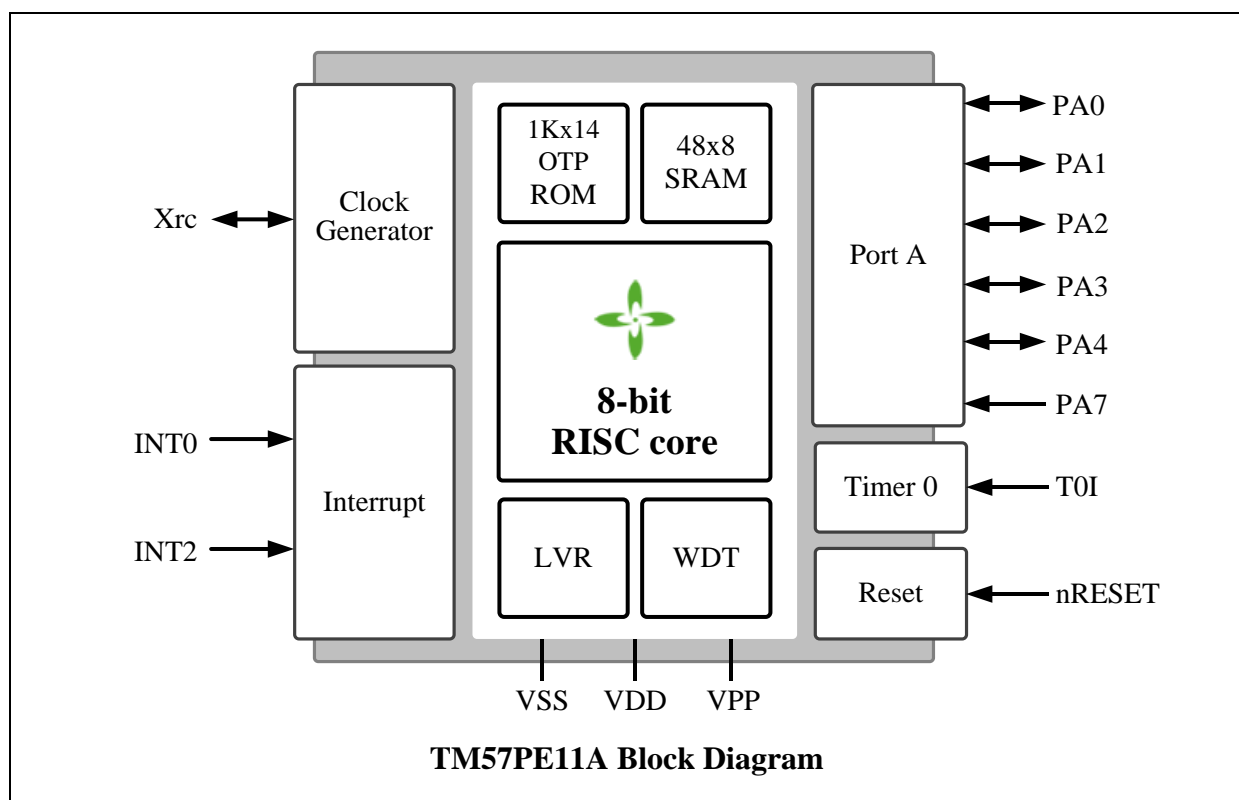 Xrc
INT0
INT2
Clock
Generator
Interrupt
1Kx14
OTP
ROM
48x8
SRAM
8-bit
RISC core
LVR
WDT
Port A
Timer 0
Reset
PA0
PA1
PA2
PA3
PA4
PA7
T0I
nRESET
VSS
VDD
VPP
TM57PE11A Block Diagram